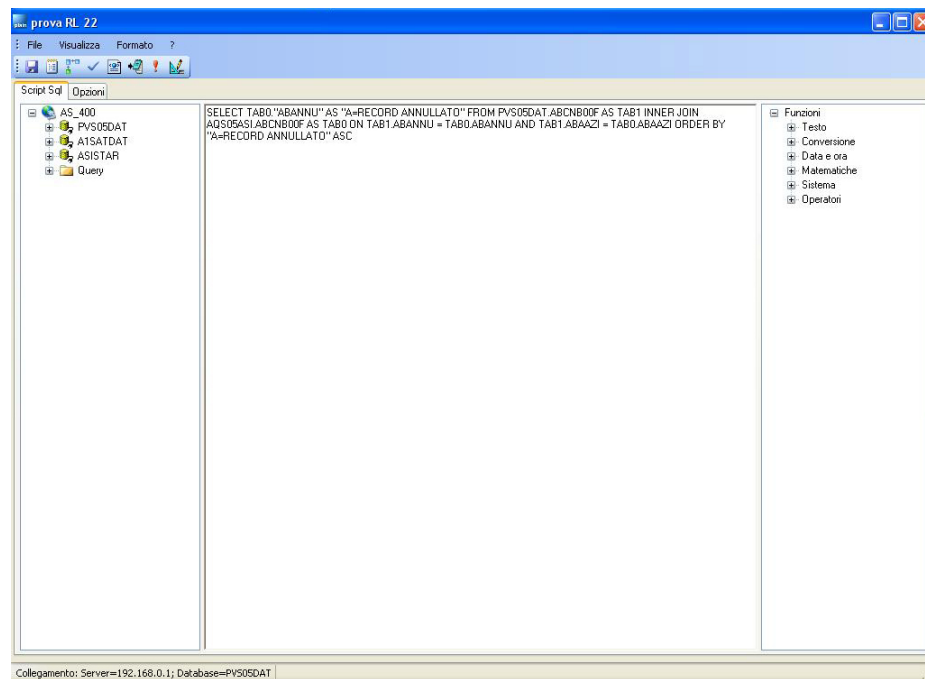 prova RL 22
File Visualizza Formato ?
Script Sql Opzioni
AS_400
PVS05DAT
A1SATDAT
ASISTAR
Query
SELECT TAB0."ABANNU" AS "A=RECORD ANNULLATO" FROM PVS05DAT.ABCNB00F AS TAB1 INNER JOIN
AQS05ASI.ABCNB00F AS TAB0 ON TAB1.ABANNU = TAB0.ABANNU AND TAB1.ABAAZI = TAB0.ABAAZI ORDER BY
"A=RECORD ANNULLATO" ASC
Funzioni
Testo
Conversione
Data e ora
Matematiche
Sistema
Operatori
Collegamento: Server=192.168.0.1; Database=PVS05DAT